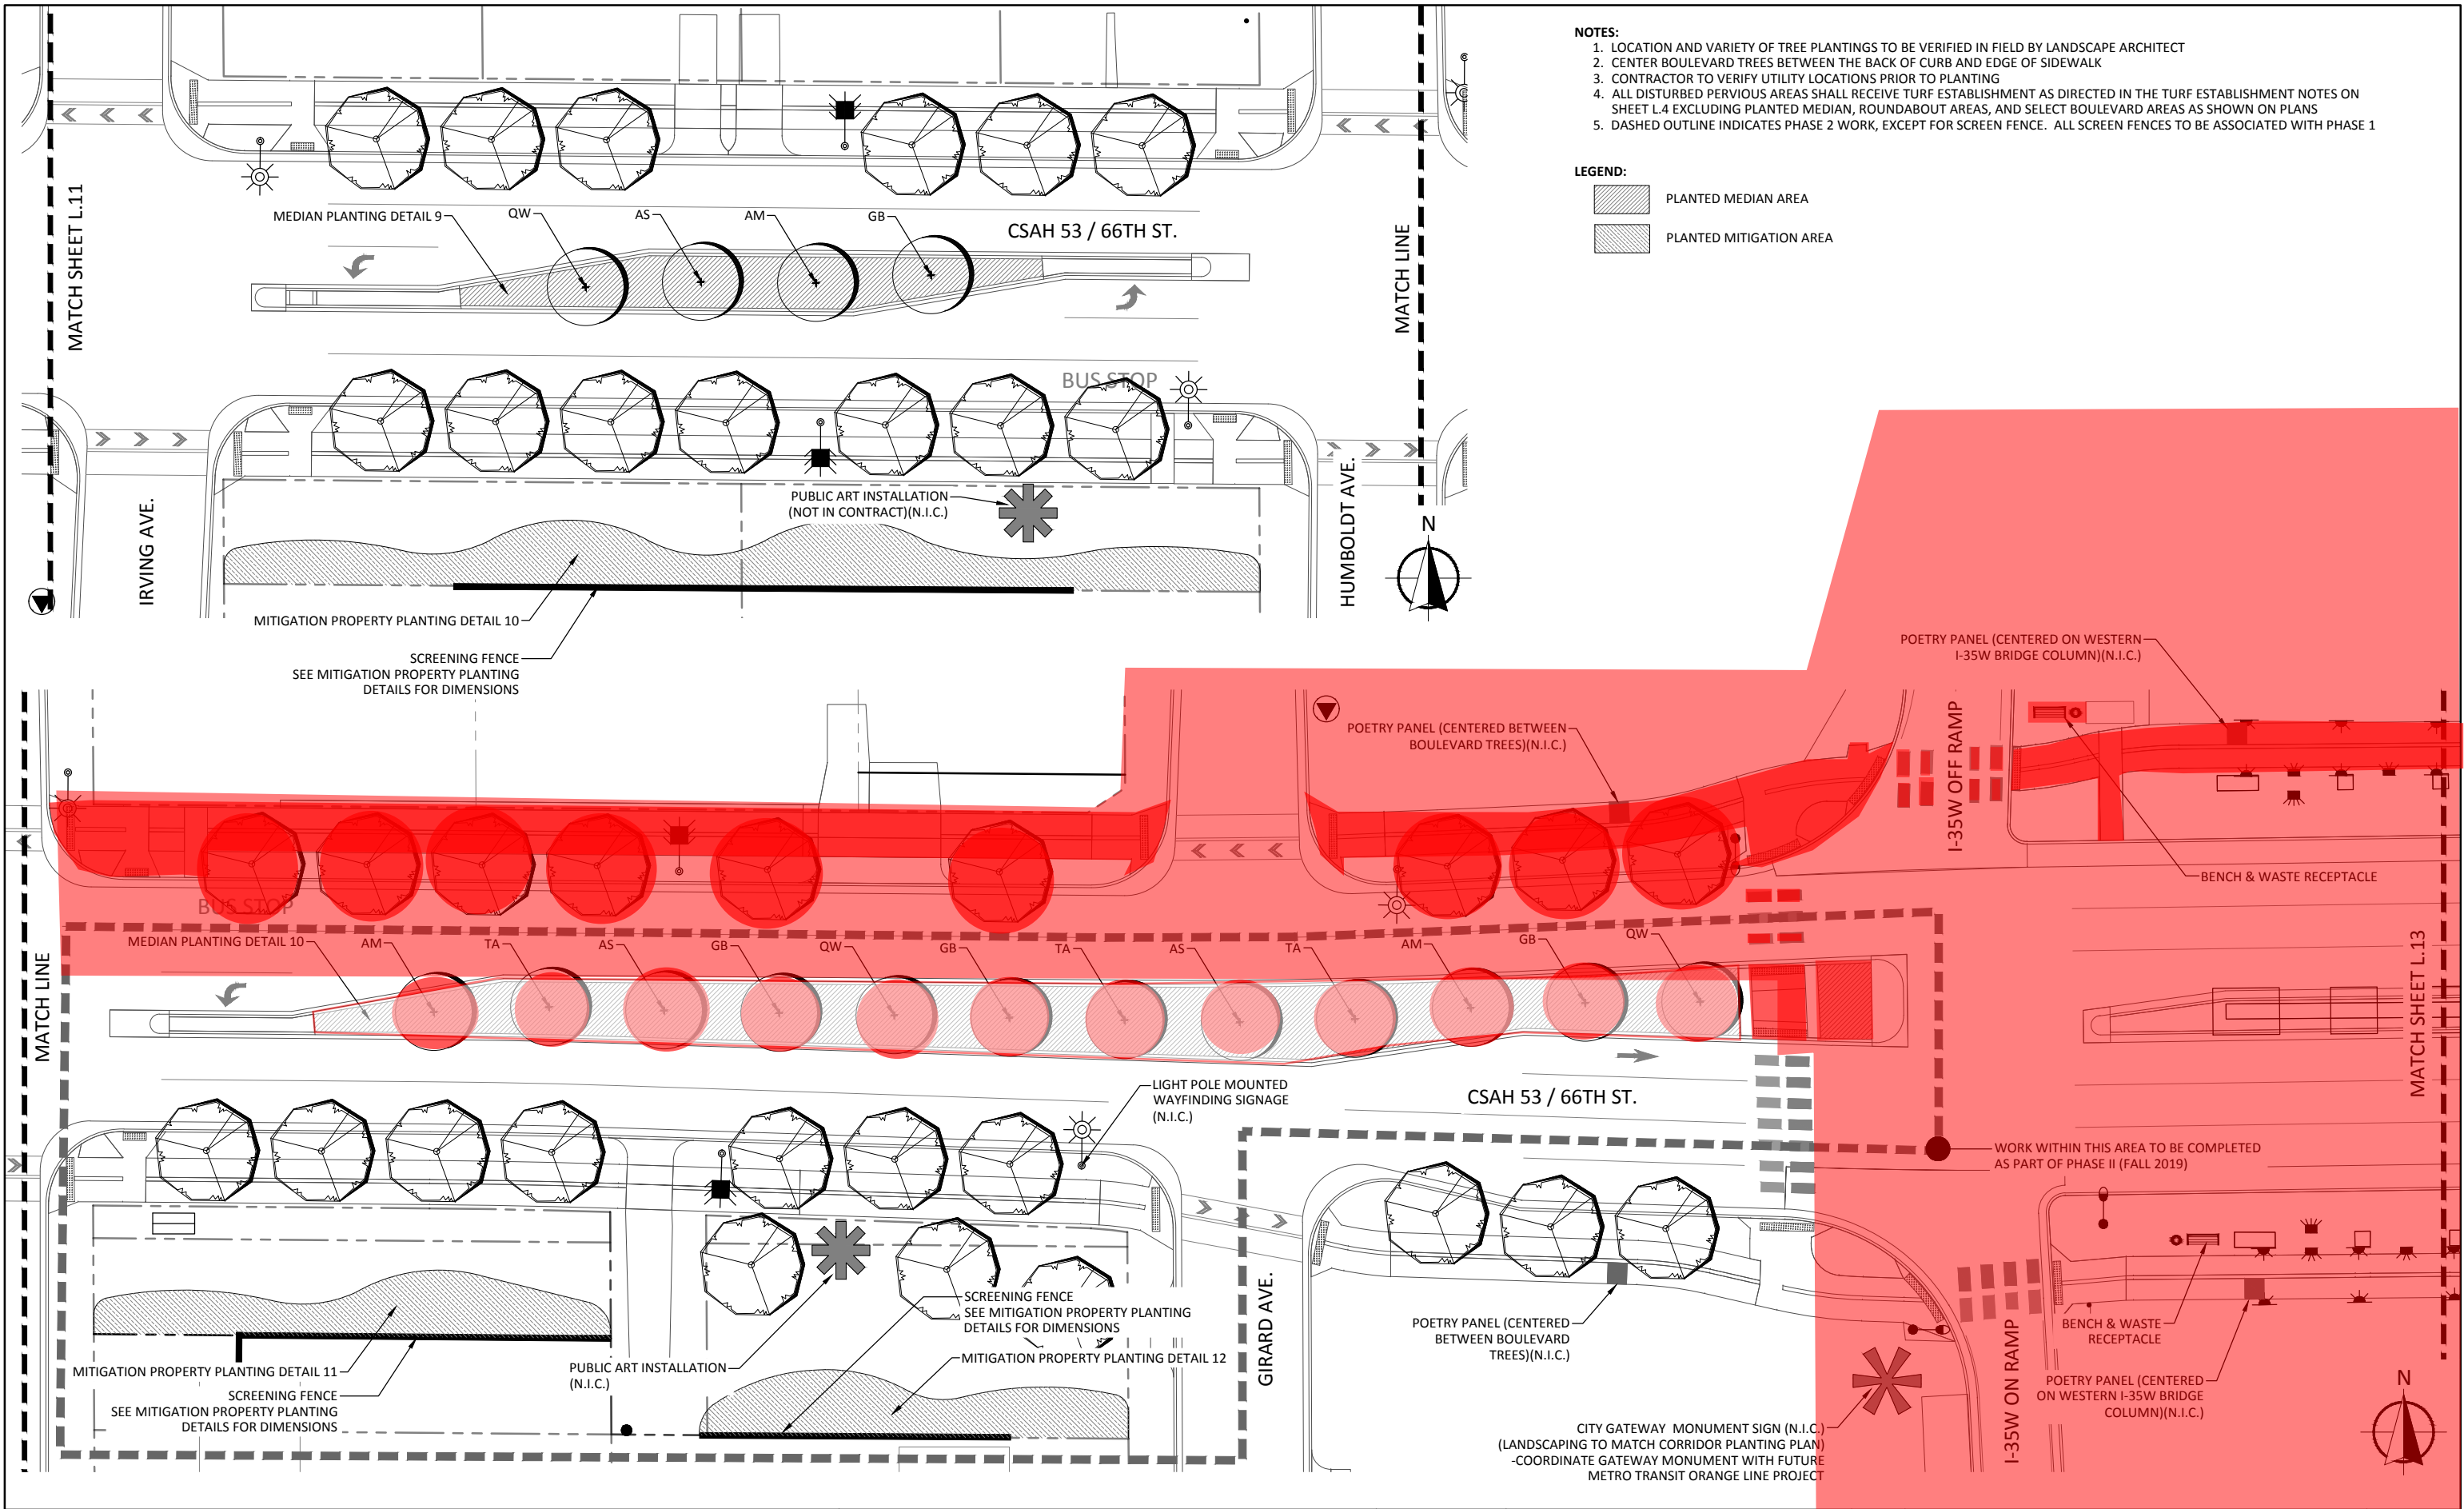 NOTES:
1. LOCATION AND VARIETY OF TREE PLANTINGS TO BE VERIFIED IN FIELD BY LANDSCAPE ARCHITECT
2. CENTER BOULEVARD TREES BETWEEN THE BACK OF CURB AND EDGE OF SIDEWALK
3. CONTRACTOR TO VERIFY UTILITY LOCATIONS PRIOR TO PLANTING
4. ALL DISTURBED PERVIOUS AREAS SHALL RECEIVE TURF ESTABLISHMENT AS DIRECTED IN THE TURF ESTABLISHMENT NOTES ON
SHEET L.4 EXCLUDING PLANTED MEDIAN, ROUNDABOUT AREAS, AND SELECT BOULEVARD AREAS AS SHOWN ON PLANS
5. DASHED OUTLINE INDICATES PHASE 2 WORK, EXCEPT FOR SCREEN FENCE. ALL SCREEN FENCES TO BE ASSOCIATED WITH PHASE 1
LEGEND:
PLANTED MEDIAN AREA
PLANTED MITIGATION AREA
MATCH SHEET L.11
MEDIAN PLANTING DETAIL 9
QW
AS
AM
GB
CSAH 53 / 66TH ST.
MATCH LINE
BUS STOP
IRVING AVE.
PUBLIC ART INSTALLATION
(NOT IN CONTRACT)(N.I.C.)
HUMBOLDT AVE.
N
MITIGATION PROPERTY PLANTING DETAIL 10
SCREENING FENCE
SEE MITIGATION PROPERTY PLANTING
DETAILS FOR DIMENSIONS
POETRY PANEL (CENTERED ON WESTERN
I-35W BRIDGE COLUMN)(N.I.C.)
POETRY PANEL (CENTERED BETWEEN
BOULEVARD TREES)(N.I.C.)
I-35W OFF RAMP
BENCH & WASTE RECEPTACLE
BUS STOP
MEDIAN PLANTING DETAIL 10
AM
TA
AS
GB
QW
GB
TA
AS
TA
AM
GB
QW
MATCH LINE
MATCH SHEET L.13
LIGHT POLE MOUNTED
WAYFINDING SIGNAGE
(N.I.C.)
CSAH 53 / 66TH ST.
WORK WITHIN THIS AREA TO BE COMPLETED
AS PART OF PHASE II (FALL 2019)
SCREENING FENCE
SEE MITIGATION PROPERTY PLANTING
DETAILS FOR DIMENSIONS
GIRARD AVE.
POETRY PANEL (CENTERED
BETWEEN BOULEVARD
TREES)(N.I.C.)
BENCH & WASTE
RECEPTACLE
I-35W ON RAMP
MITIGATION PROPERTY PLANTING DETAIL 11
PUBLIC ART INSTALLATION
(N.I.C.)
MITIGATION PROPERTY PLANTING DETAIL 12
SCREENING FENCE
SEE MITIGATION PROPERTY PLANTING
DETAILS FOR DIMENSIONS
POETRY PANEL (CENTERED
ON WESTERN I-35W BRIDGE
COLUMN)(N.I.C.)
N
CITY GATEWAY MONUMENT SIGN (N.I.C.)
(LANDSCAPING TO MATCH CORRIDOR PLANTING PLAN)
-COORDINATE GATEWAY MONUMENT WITH FUTURE
METRO TRANSIT ORANGE LINE PROJECT